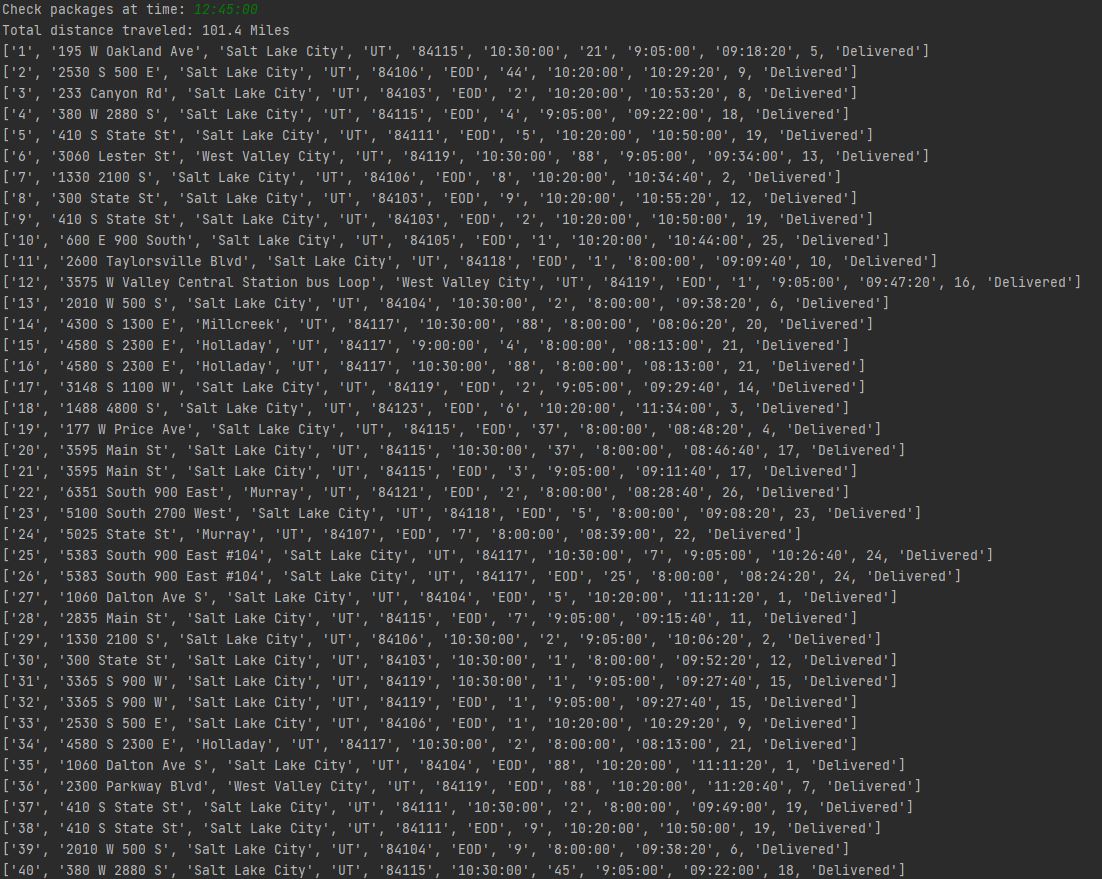 Check packages at time: 12:45:00
Total distance traveled: 101.4 Miles
['1', '195 W Oakland Ave', 'Salt Lake City', 'UT', '84115', '10:30:00', '21', '9:05:00', '09:18:20', 5, 'Delivered']
['2', '2530 S 500 E', 'Salt Lake City', 'UT', '84106', 'EOD', '44', '10:20:00', '10:29:20', 9, 'Delivered']
['3', '233 Canyon Rd', 'Salt Lake City', 'UT', '84103', 'EOD', '2', '10:20:00', '10:53:20', 8, 'Delivered']
['4', '380 W 2880 S', 'Salt Lake City', 'UT', '84115', 'EOD', '4', '9:05:00', '09:22:00', 18, 'Delivered']
['5', '410 S State St', 'Salt Lake City', 'UT', '84111', 'EOD', '5', '10:20:00', '10:50:00', 19, 'Delivered']
['6', '3060 Lester St', 'West Valley City', 'UT', '84119', '10:30:00', '88', '9:05:00', '09:34:00', 13, 'Delivered']
['7', '1330 2100 S', 'Salt Lake City', 'UT', '84106', 'EOD', '8', '10:20:00', '10:34:40', 2, 'Delivered']
['8', '300 State St', 'Salt Lake City', 'UT', '84103', 'EOD', '9', '10:20:00', '10:55:20', 12, 'Delivered']
['9', '410 S State St', 'Salt Lake City', 'UT', '84103', 'EOD', '2', '10:20:00', '10:50:00', 19, 'Delivered']
['10', '600 E 900 South', 'Salt Lake City', 'UT', '84105', 'EOD', '1', '10:20:00', '10:44:00', 25, 'Delivered']
['11', '2600 Taylorsville Blvd', 'Salt Lake City', 'UT', '84118', 'EOD', '1', '8:00:00', '09:09:40', 10, 'Delivered']
['12', '3575 W Valley Central Station bus Loop', 'West Valley City', 'UT', '84119', 'EOD', '1', '9:05:00', '09:47:20', 16, 'Delivered']
['13', '2010 W 500 S', 'Salt Lake City', 'UT', '84104', '10:30:00', '2', '8:00:00', '09:38:20', 6, 'Delivered']
['14', '4300 S 1300 E', 'Millcreek', 'UT', '84117', '10:30:00', '88', '8:00:00', '08:06:20', 20, 'Delivered']
['15', '4580 S 2300 E', 'Holladay', 'UT', '84117', '9:00:00', '4', '8:00:00', '08:13:00', 21, 'Delivered']
['16', '4580 S 2300 E', 'Holladay', 'UT', '84117', '10:30:00', '88', '8:00:00', '08:13:00', 21, 'Delivered']
['17', '3148 S 1100 W', 'Salt Lake City', 'UT', '84119', 'EOD', '2', '9:05:00', '09:29:40', 14, 'Delivered']
['18', '1488 4800 S', 'Salt Lake City', 'UT', '84123', 'EOD', '6', '10:20:00', '11:34:00', 3, 'Delivered']
['19', '177 W Price Ave', 'Salt Lake City', 'UT', '84115', 'EOD', '37', '8:00:00', '08:48:20', 4, 'Delivered']
['20', '3595 Main St', 'Salt Lake City', 'UT', '84115', '10:30:00', '37', '8:00:00', '08:46:40', 17, 'Delivered']
['21', '3595 Main St', 'Salt Lake City', 'UT', '84115', 'EOD', '3', '9:05:00', '09:11:40', 17, 'Delivered']
['22', '6351 South 900 East', 'Murray', 'UT', '84121', 'EOD', '2', '8:00:00', '08:28:40', 26, 'Delivered']
['23', '5100 South 2700 West', 'Salt Lake City', 'UT', '84118', 'EOD', '5', '8:00:00', '09:08:20', 23, 'Delivered']
['24', '5025 State St', 'Murray', 'UT', '84107', 'EOD', '7', '8:00:00', '08:39:00', 22, 'Delivered']
['25', '5383 South 900 East #104', 'Salt Lake City', 'UT', '84117', '10:30:00', '7', '9:05:00', '10:26:40', 24, 'Delivered']
['26', '5383 South 900 East #104', 'Salt Lake City', 'UT', '84117', 'EOD', '25', '8:00:00', '08:24:20', 24, 'Delivered']
['27', '1060 Dalton Ave S', 'Salt Lake City', 'UT', '84104', 'EOD', '5', '10:20:00', '11:11:20', 1, 'Delivered']
['28', '2835 Main St', 'Salt Lake City', 'UT', '84115', 'EOD', '7', '9:05:00', '09:15:40', 11, 'Delivered']
['29', '1330 2100 S', 'Salt Lake City', 'UT', '84106', '10:30:00', '2', '9:05:00', '10:06:20', 2, 'Delivered']
['30', '300 State St', 'Salt Lake City', 'UT', '84103', '10:30:00', '1', '8:00:00', '09:52:20', 12, 'Delivered']
['31', '3365 S 900 W', 'Salt Lake City', 'UT', '84119', '10:30:00', '1', '9:05:00', '09:27:40', 15, 'Delivered']
['32', '3365 S 900 W', 'Salt Lake City', 'UT', '84119', 'EOD', '1', '9:05:00', '09:27:40', 15, 'Delivered']
['33', '2530 S 500 E', 'Salt Lake City', 'UT', '84106', 'EOD', '1', '10:20:00', '10:29:20', 9, 'Delivered']
['34', '4580 S 2300 E', 'Holladay', 'UT', '84117', '10:30:00', '2', '8:00:00', '08:13:00', 21, 'Delivered']
['35', '1060 Dalton Ave S', 'Salt Lake City', 'UT', '84104', 'EOD', '88', '10:20:00', '11:11:20', 1, 'Delivered']
['36', '2300 Parkway Blvd', 'West Valley City', 'UT', '84119', 'EOD', '88', '10:20:00', '11:20:40', 7, 'Delivered']
['37', '410 S State St', 'Salt Lake City', 'UT', '84111', '10:30:00', '2', '8:00:00', '09:49:00', 19, 'Delivered']
['38', '410 S State St', 'Salt Lake City', 'UT', '84111', 'EOD', '9', '10:20:00', '10:50:00', 19, 'Delivered']
['39', '2010 W 500 S', 'Salt Lake City', 'UT', '84104', 'EOD', '9', '8:00:00', '09:38:20', 6, 'Delivered']
['40', '380 W 2880 S', 'Salt Lake City', 'UT', '84115', '10:30:00', '45', '9:05:00', '09:22:00', 18, 'Delivered']